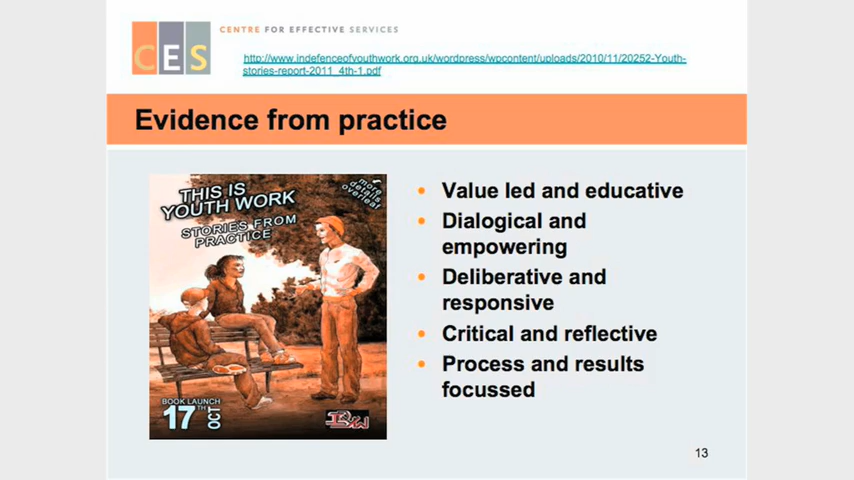 CES
CENTRE FOR EFFECTIVE SERVICES
http://www.indefenceofyouthwork.org.uk/wordpress/wpcontent/uploads/2010/11/20252-Youth-
stories-report-2011_4th-1.pdf
Evidence from practice
THIS IS
YOUTH WORK
STORIES FROM
PRACTICE
more
details
overleaf
BOOK LAUNCH
17TH OCT
• Value led and educative
• Dialogical and
empowering
• Deliberative and
responsive
• Critical and reflective
• Process and results
focussed
13